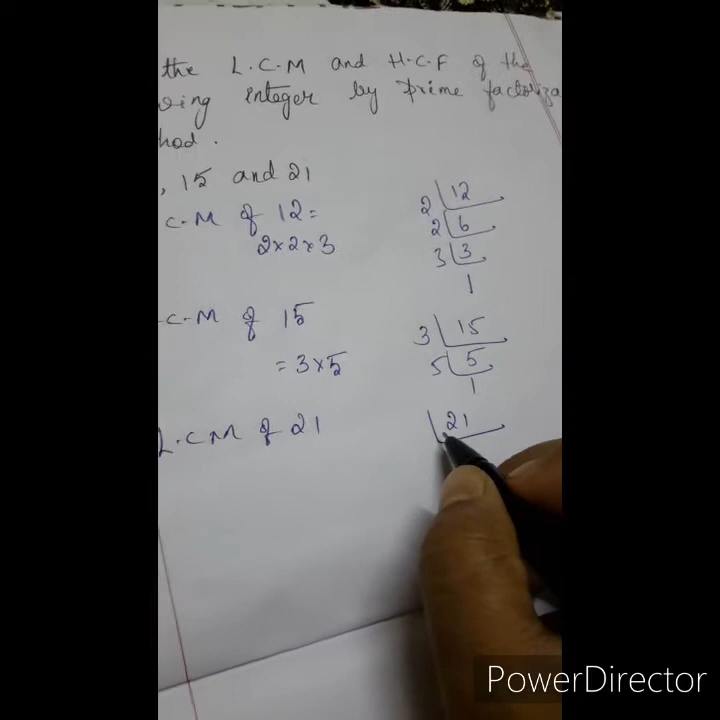 the L.C.M and H.C.F of the
integer by prime factoriza
hod.
, 15 and 21
C-M of 12 =
2×2×3
2 12
2 6
3 3
1
.C-M of 15
= 3×5
3 15
5 5
1
L.CM of 21
21
PowerDirector